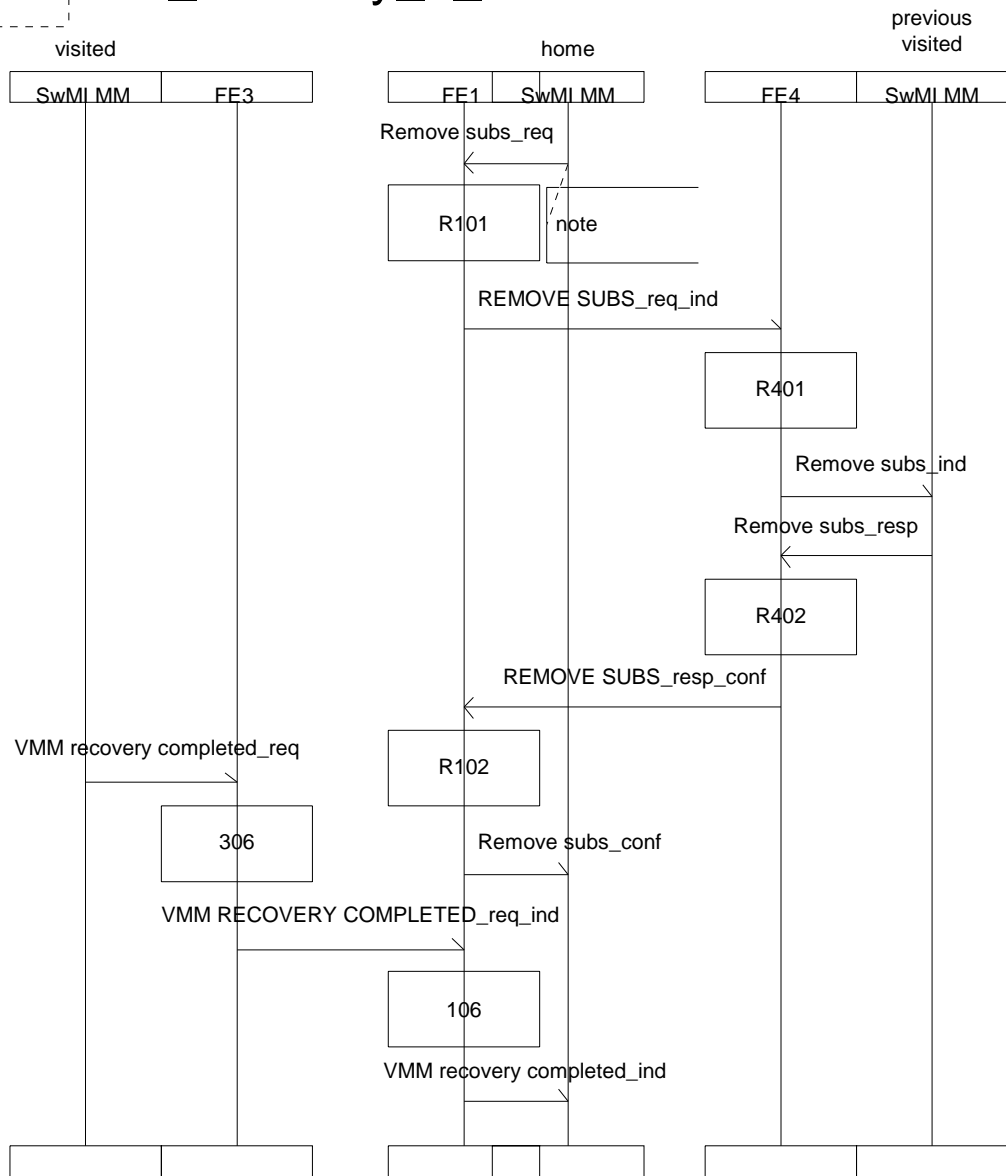 previous
visited
home
visited
SwMI MM
FE3
FE1
SwMI MM
FE4
SwMI MM
Remove subs_req
R101
note
REMOVE SUBS_req_ind
R401
Remove subs_ind
Remove subs_resp
R402
REMOVE SUBS_resp_conf
VMM recovery completed_req
R102
306
Remove subs_conf
VMM RECOVERY COMPLETED_req_ind
106
VMM recovery completed_ind